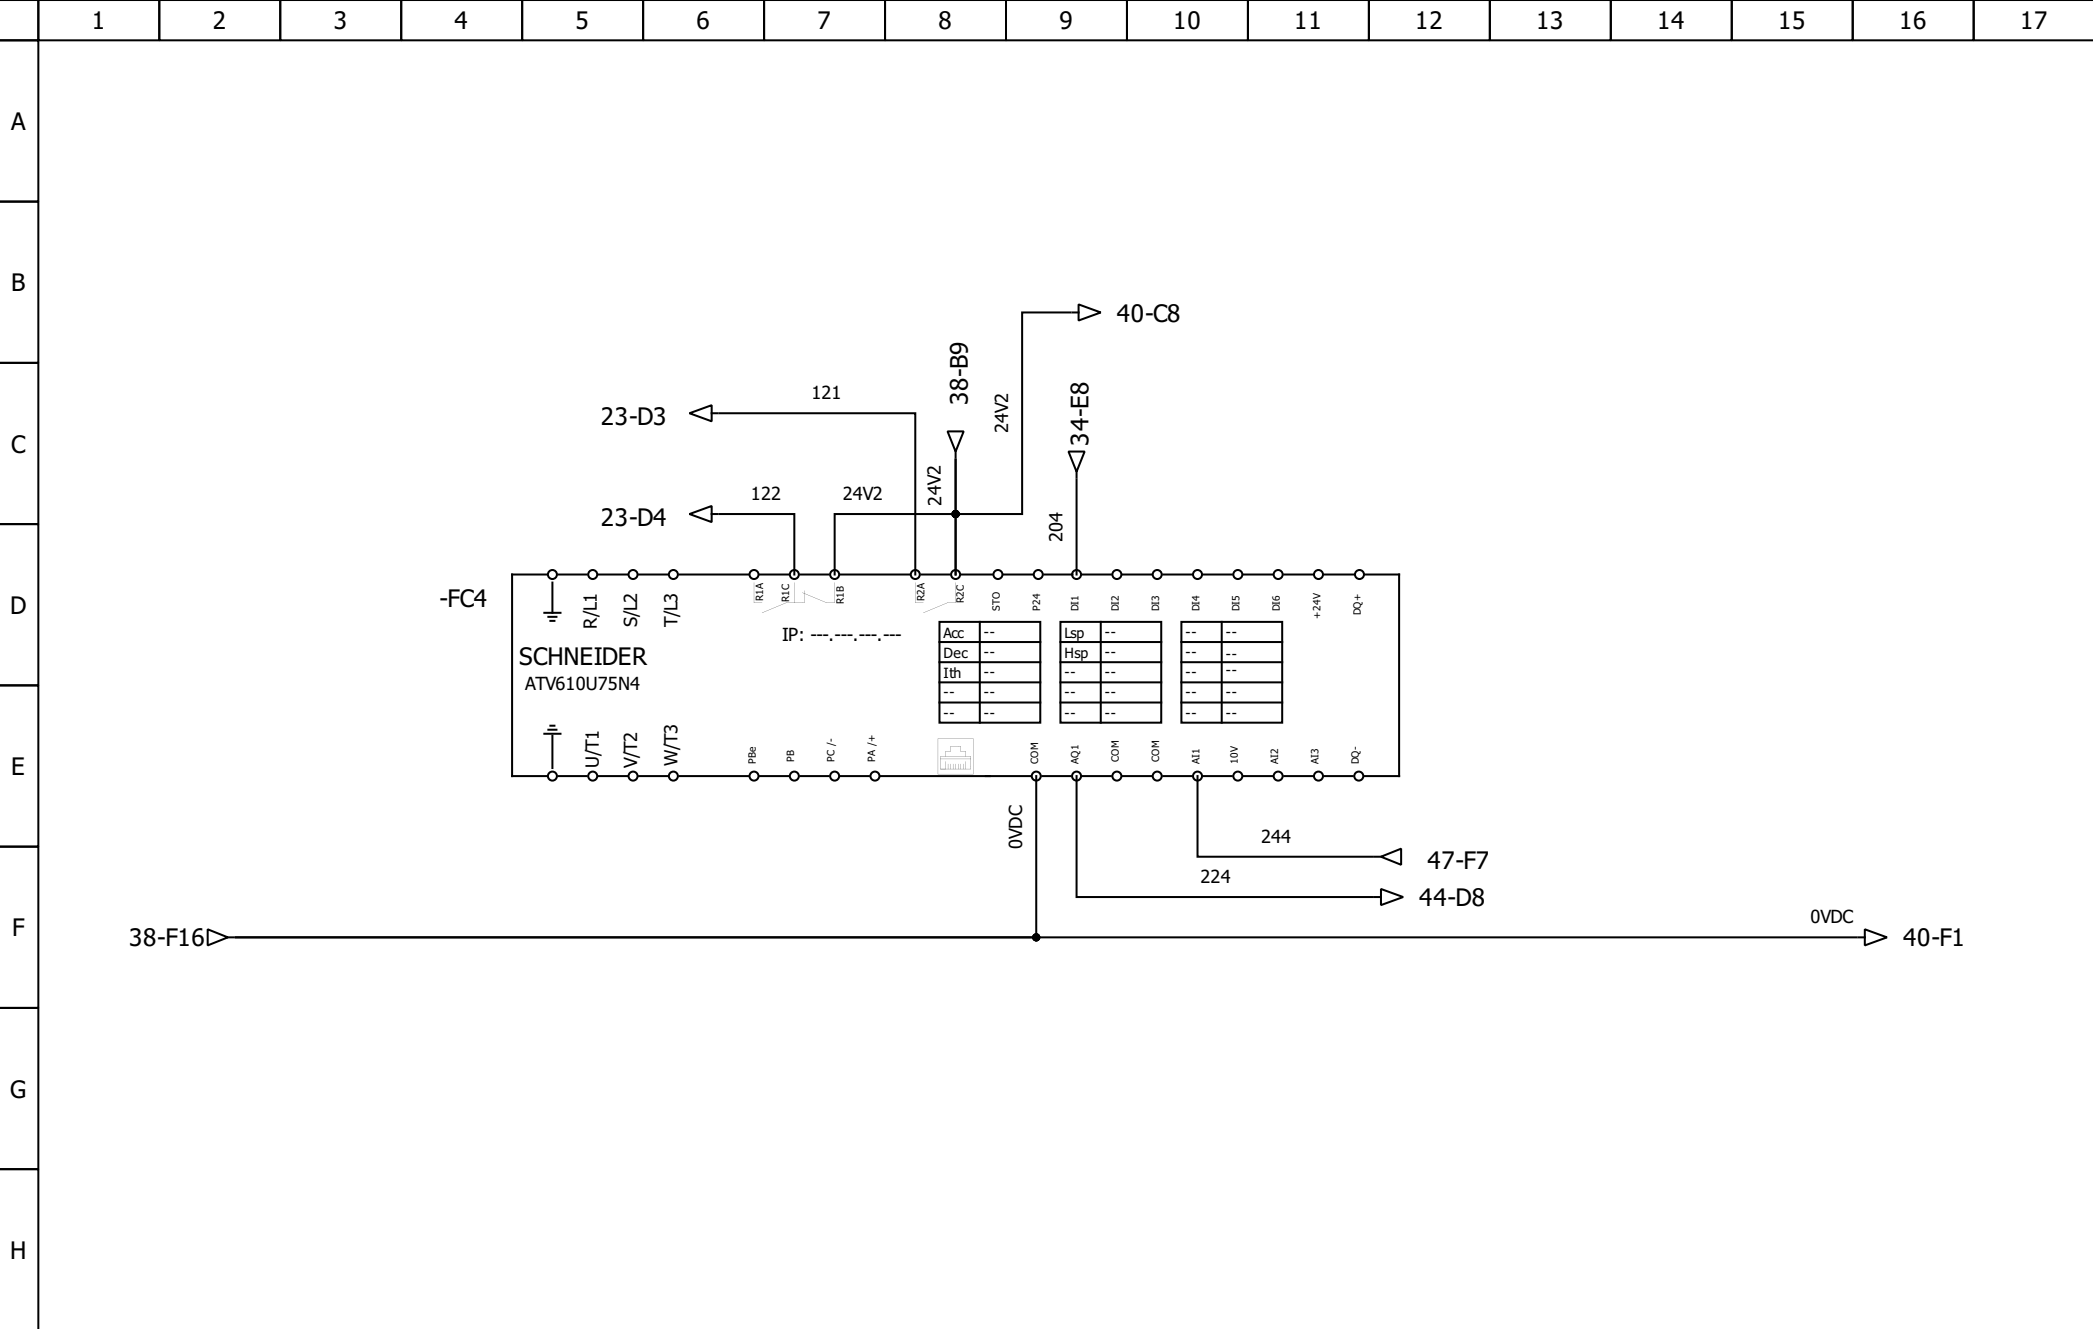 1 2 3 4 5 6 7 8 9 10 11 12 13 14 15 16 17
A
B
40-C8
38-B9
34-E8
24V2
121
23-D3
C
24V2
122
24V2
23-D4
204
-FC4
D
R/L1 S/L2 T/L3 R1A R1C R1B R2A R2C STO P24 DI1 DI2 DI3 DI4 DI5 DI6 +24V DQ+
IP: ---.---.---.---
SCHNEIDER
ATV610U75N4
Acc -- Lsp -- -- --
Dec -- Hsp -- -- --
Ith -- -- -- -- --
-- -- -- -- -- --
-- -- -- -- -- --
E
U/T1 V/T2 W/T3 PBe PB PC /- PA /+ COM AQ1 COM COM AI1 10V AI2 AI3 DQ-
0VDC
244
47-F7
224
44-D8
F
0VDC
38-F16
40-F1
G
H